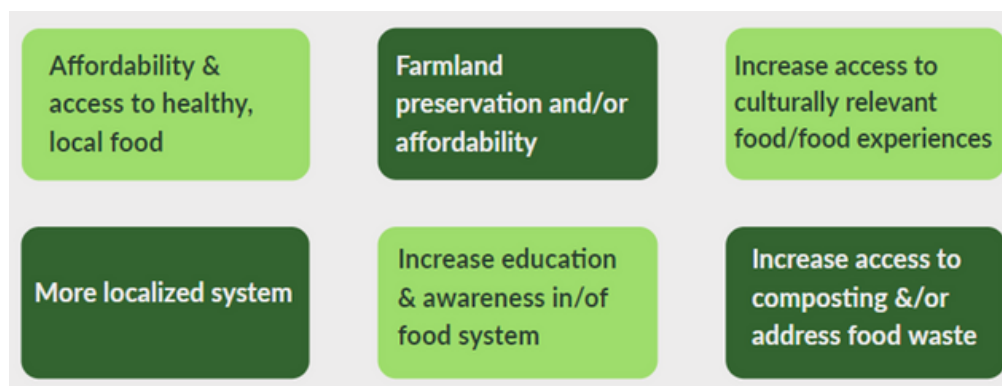 Affordability &
access to healthy,
local food
Farmland
preservation and/or
affordability
Increase access to
culturally relevant
food/food experiences
More localized system
Increase education
& awareness in/of
food system
Increase access to
composting &/or
address food waste